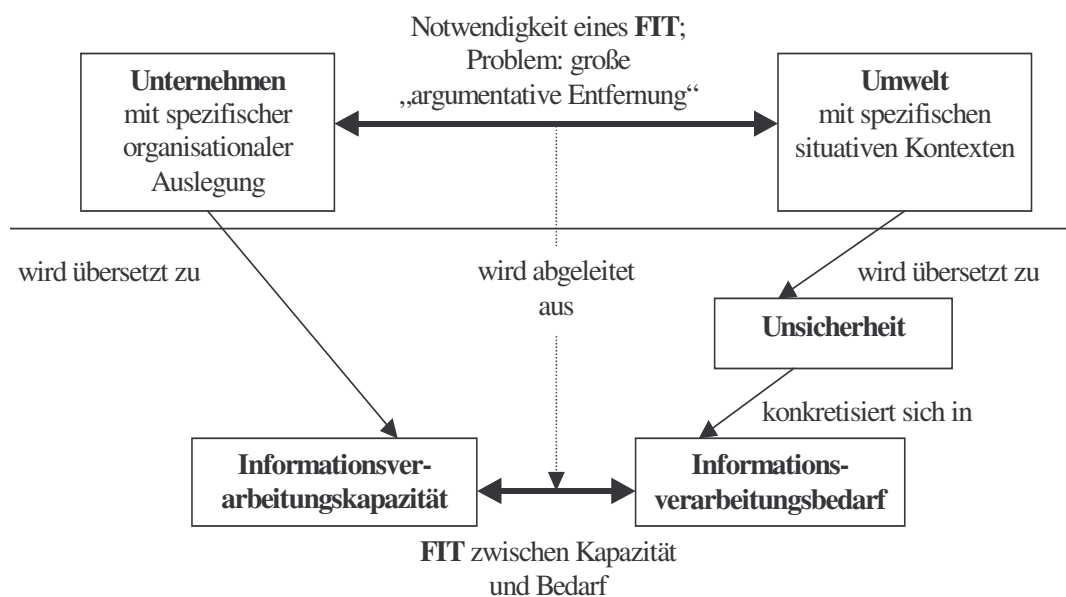 Notwendigkeit eines FIT;
Problem: große
„argumentative Entfernung“
Unternehmen
mit spezifischer
organisationaler
Auslegung
Umwelt
mit spezifischen
situativen Kontexten
wird übersetzt zu
wird abgeleitet
aus
wird übersetzt zu
Unsicherheit
konkretisiert sich in
Informationsver-
arbeitungskapazität
Informations-
verarbeitungsbedarf
FIT zwischen Kapazität
und Bedarf